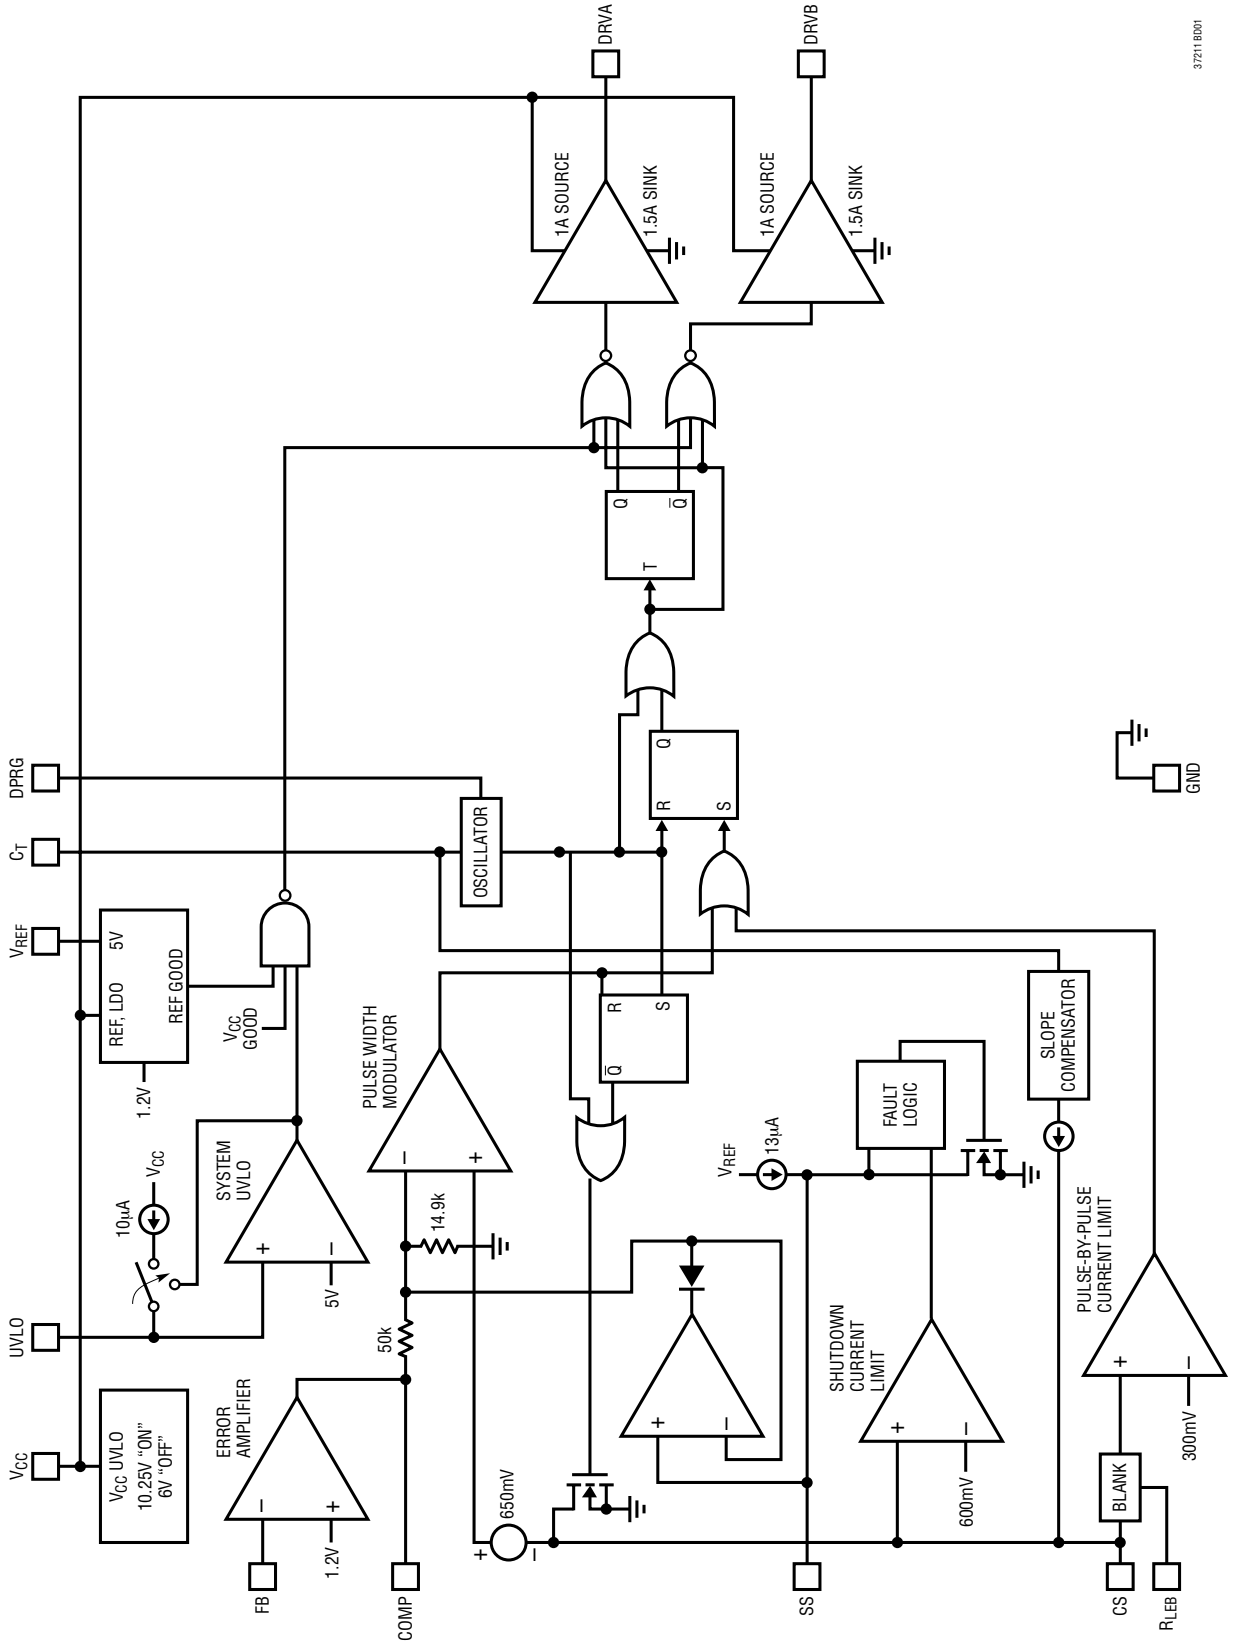 VCC
UVLO
VREF
CT
DPRG
VCC UVLO
10.25V “ON”
6V “OFF”
10µA
VCC
1.2V
REF, LDO
5V
REF GOOD
VCC
GOOD
SYSTEM
UVLO
+
−
5V
ERROR
AMPLIFIER
−
+
FB
1.2V
COMP
50k
14.9k
PULSE WIDTH
MODULATOR
−
+
OSCILLATOR
+
−
650mV
R
S
Q̅
R
S
Q
T
Q
Q̅
1A SOURCE
1.5A SINK
DRVA
1A SOURCE
1.5A SINK
DRVB
+
−
SS
VREF
13µA
FAULT
LOGIC
SHUTDOWN
CURRENT
LIMIT
+
−
600mV
SLOPE
COMPENSATOR
PULSE-BY-PULSE
CURRENT LIMIT
+
−
300mV
BLANK
CS
RLEB
GND
37211 BD01